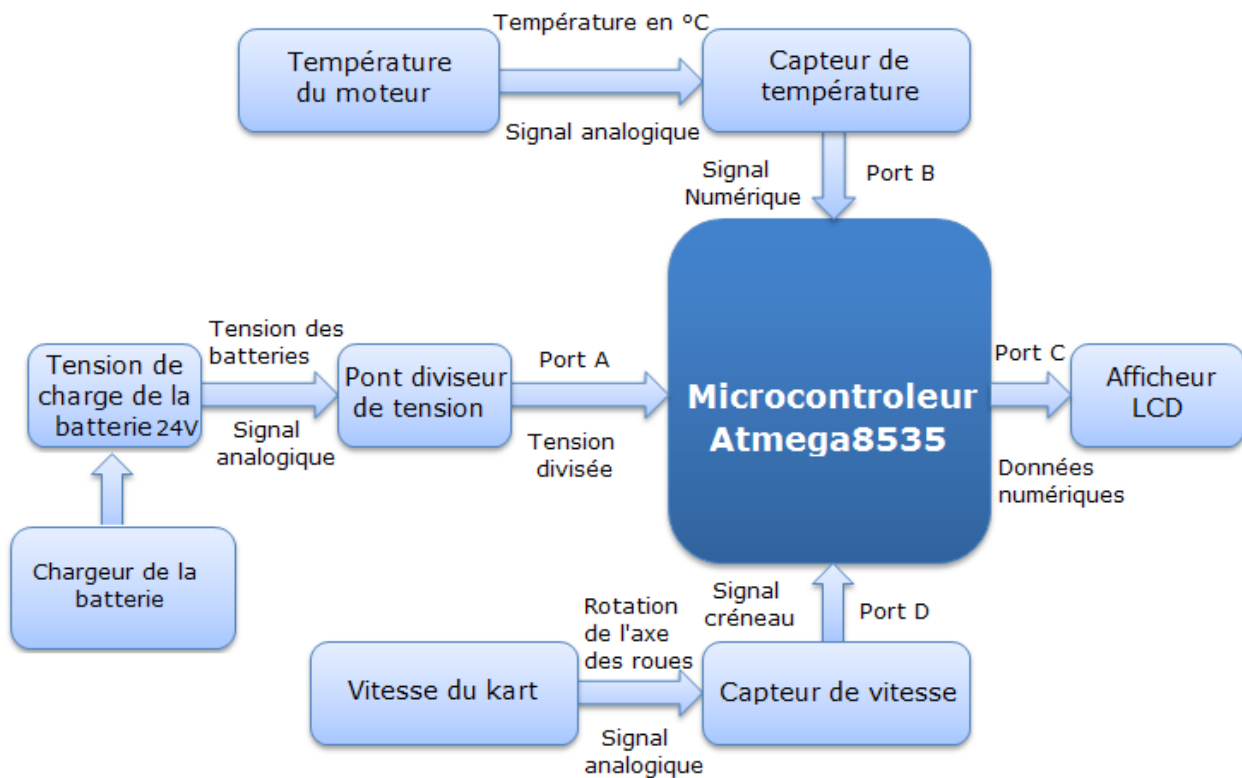 Température en °C
Température
du moteur
Capteur de
température
Signal analogique
Signal
Numérique
Port B
Tension des
batteries
Tension de
charge de la
batterie 24V
Signal
analogique
Pont diviseur
de tension
Port A
Tension
divisée
Microcontroleur
Atmega8535
Port C
Données
numériques
Afficheur
LCD
Chargeur de la
batterie
Rotation
de l'axe
des roues
Signal
créneau
Port D
Vitesse du kart
Signal
analogique
Capteur de vitesse